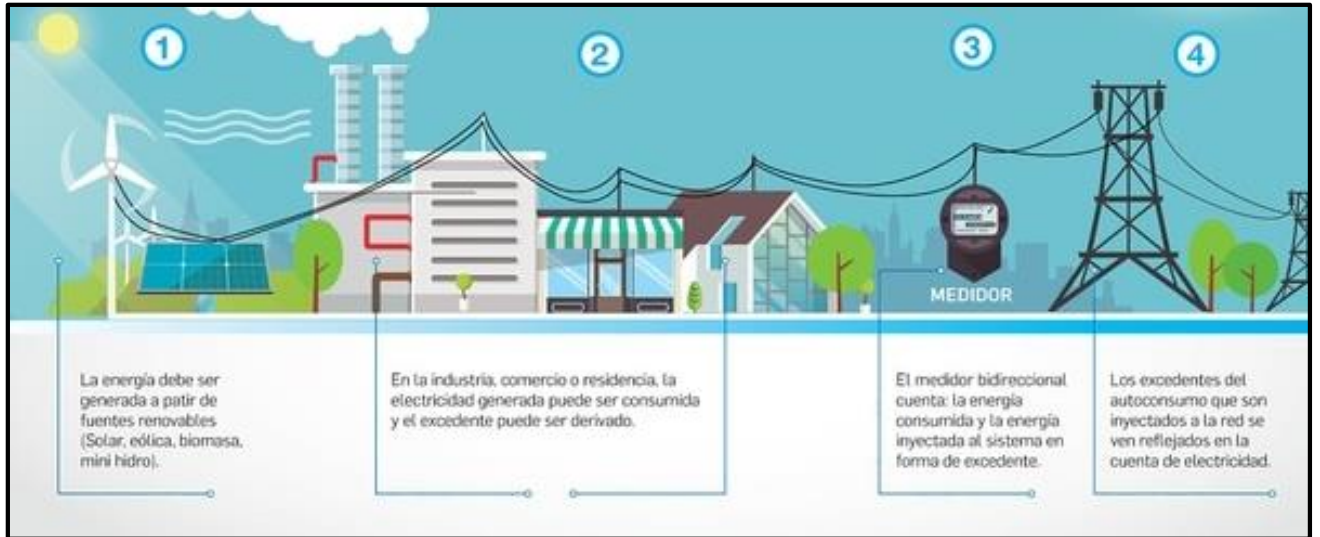 1
2
3
4
MEDIDOR
La energía debe ser
generada a patir de
fuentes renovables
(Solar, eólica, biomasa,
mini hidro).
En la industria, comercio o residencia, la
electricidad generada puede ser consumida
y el excedente puede ser derivado.
El medidor bidireccional
cuenta: la energía
consumida y la energía
inyectada al sistema en
forma de excedente.
Los excedentes del
autoconsumo que son
inyectados a la red se
ven reflejados en la
cuenta de electricidad.